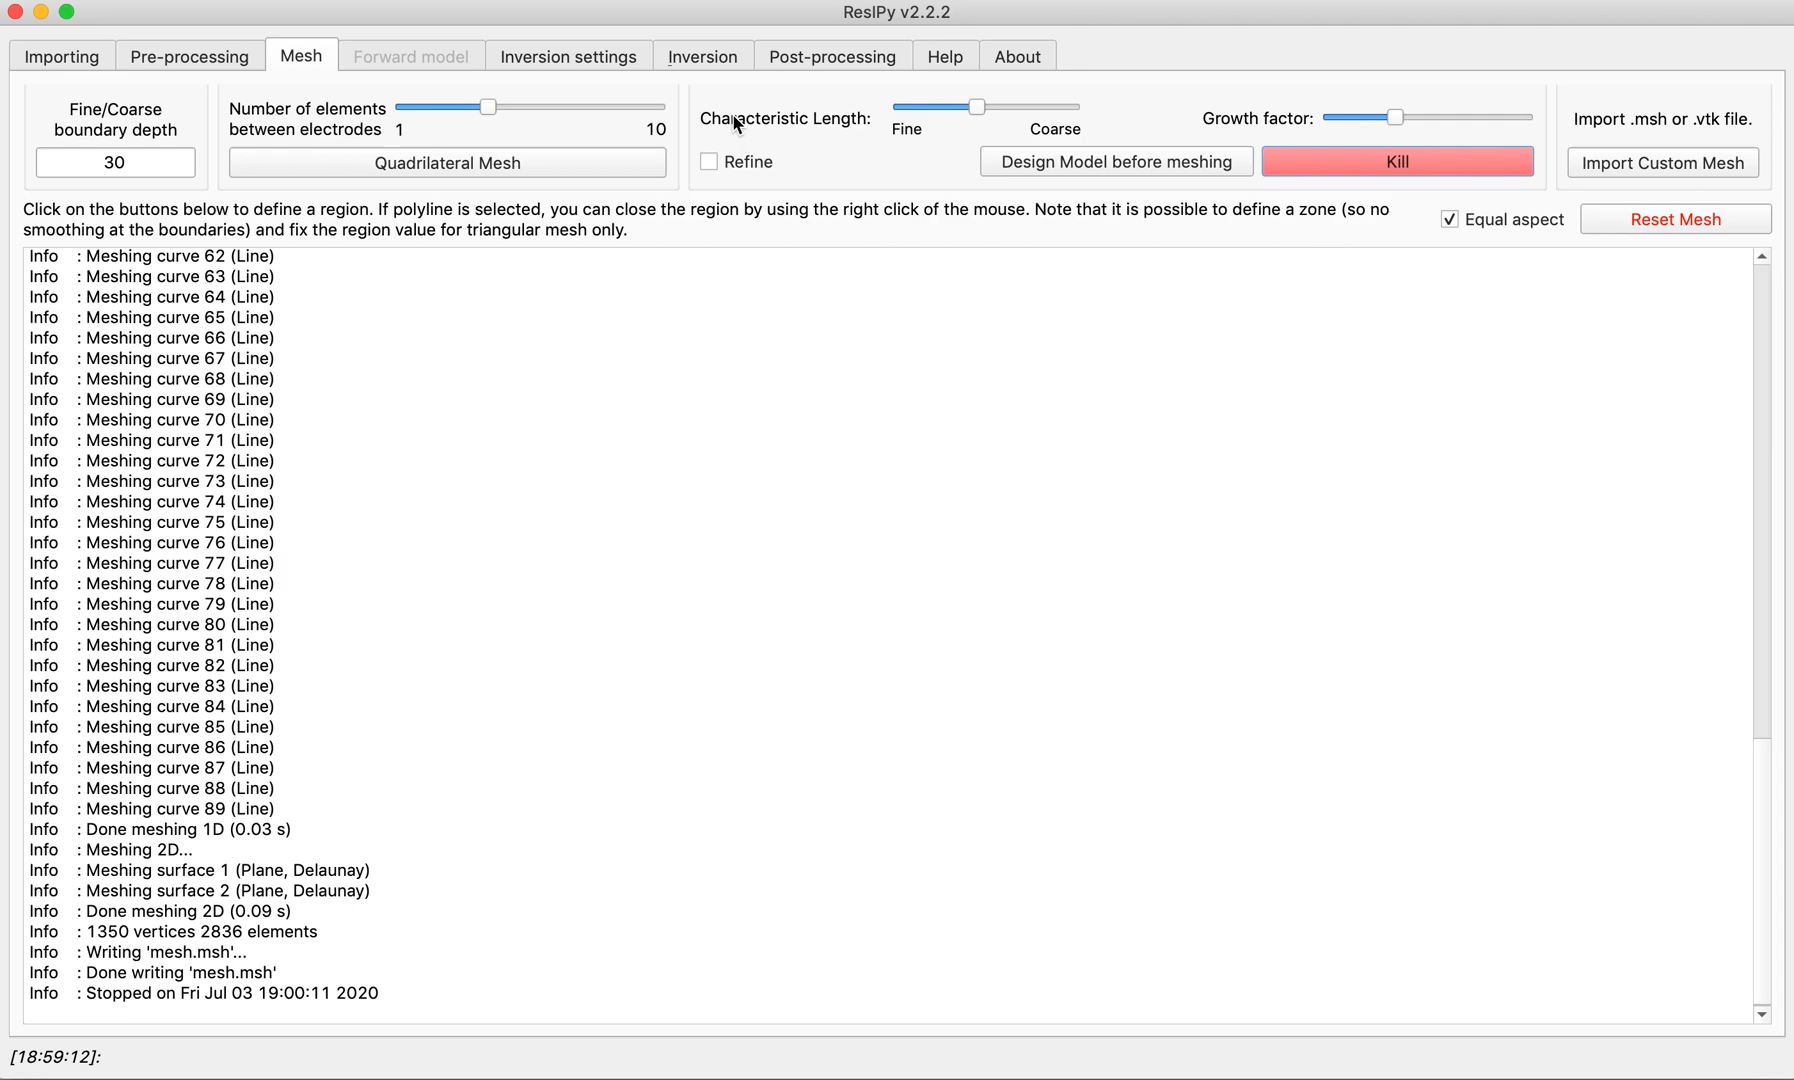 ResIPy v2.2.2
Importing Pre-processing Mesh Forward model Inversion settings Inversion Post-processing Help About
Fine/Coarse
boundary depth
30
Number of elements
between electrodes 1 10
Quadrilateral Mesh
Characteristic Length:
Fine Coarse
Growth factor:
Refine
Design Model before meshing
Kill
Import .msh or .vtk file.
Import Custom Mesh
Click on the buttons below to define a region. If polyline is selected, you can close the region by using the right click of the mouse. Note that it is possible to define a zone (so no
smoothing at the boundaries) and fix the region value for triangular mesh only.
Equal aspect
Reset Mesh
Info : Meshing curve 62 (Line)
Info : Meshing curve 63 (Line)
Info : Meshing curve 64 (Line)
Info : Meshing curve 65 (Line)
Info : Meshing curve 66 (Line)
Info : Meshing curve 67 (Line)
Info : Meshing curve 68 (Line)
Info : Meshing curve 69 (Line)
Info : Meshing curve 70 (Line)
Info : Meshing curve 71 (Line)
Info : Meshing curve 72 (Line)
Info : Meshing curve 73 (Line)
Info : Meshing curve 74 (Line)
Info : Meshing curve 75 (Line)
Info : Meshing curve 76 (Line)
Info : Meshing curve 77 (Line)
Info : Meshing curve 78 (Line)
Info : Meshing curve 79 (Line)
Info : Meshing curve 80 (Line)
Info : Meshing curve 81 (Line)
Info : Meshing curve 82 (Line)
Info : Meshing curve 83 (Line)
Info : Meshing curve 84 (Line)
Info : Meshing curve 85 (Line)
Info : Meshing curve 86 (Line)
Info : Meshing curve 87 (Line)
Info : Meshing curve 88 (Line)
Info : Meshing curve 89 (Line)
Info : Done meshing 1D (0.03 s)
Info : Meshing 2D...
Info : Meshing surface 1 (Plane, Delaunay)
Info : Meshing surface 2 (Plane, Delaunay)
Info : Done meshing 2D (0.09 s)
Info : 1350 vertices 2836 elements
Info : Writing 'mesh.msh'...
Info : Done writing 'mesh.msh'
Info : Stopped on Fri Jul 03 19:00:11 2020
[18:59:12]: